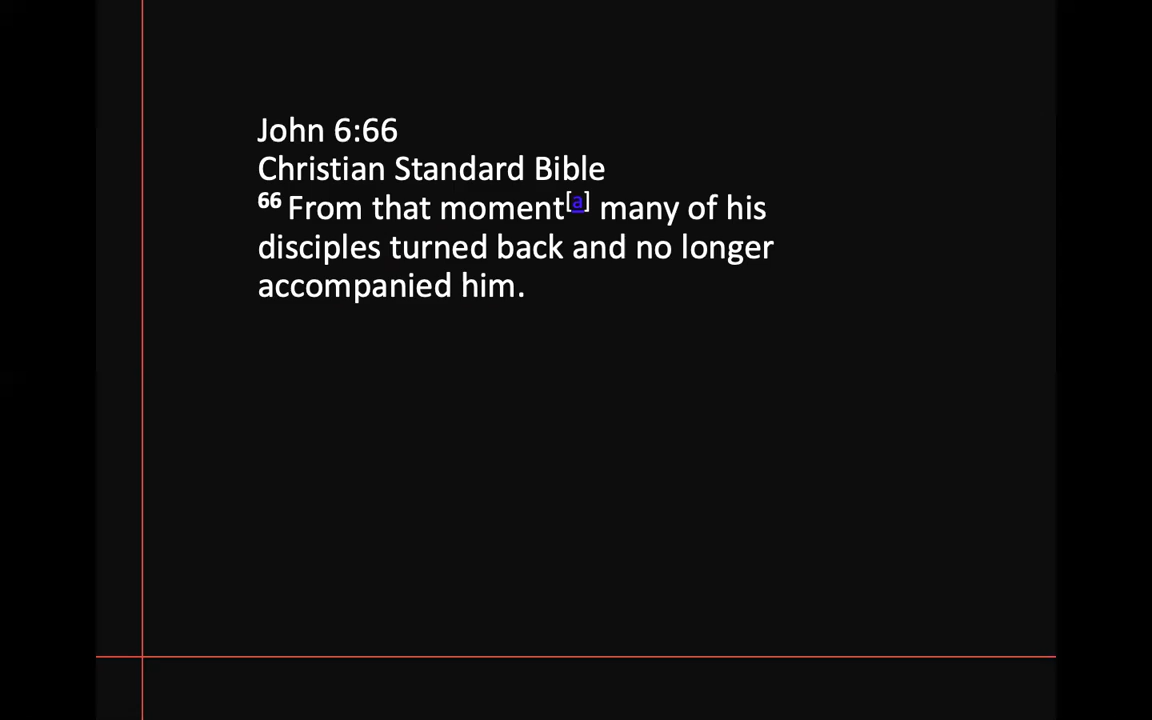 John 6:66
Christian Standard Bible
66 From that moment[a] many of his
disciples turned back and no longer
accompanied him.